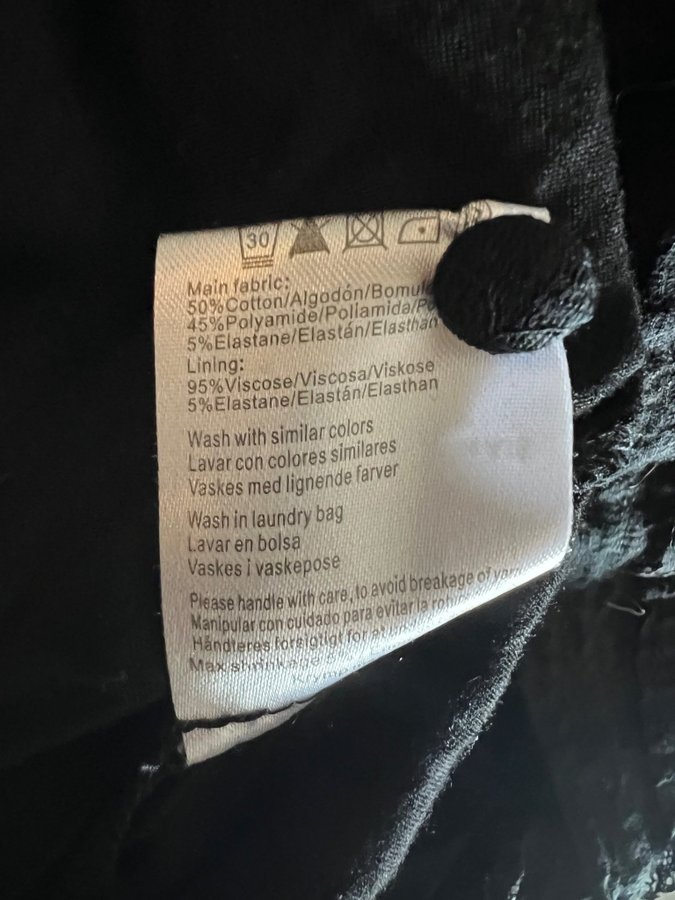 30
Main fabric:
50%Cotton/Algodón/Bomul
45%Polyamide/Poliamida/P
5%Elastane/Elastán/Elasthan
Lining:
95%Viscose/Viscosa/Viskose
5%Elastane/Elastán/Elasthan
Wash with similar colors
Lavar con colores similares
Vaskes med lignende farver
Wash in laundry bag
Lavar en bolsa
Vaskes i vaskepose
Please handle with care, to avoid breakage of
Manipular con cuidado para evitar la
Håndteres forsigtigt for at
Max shrinkage